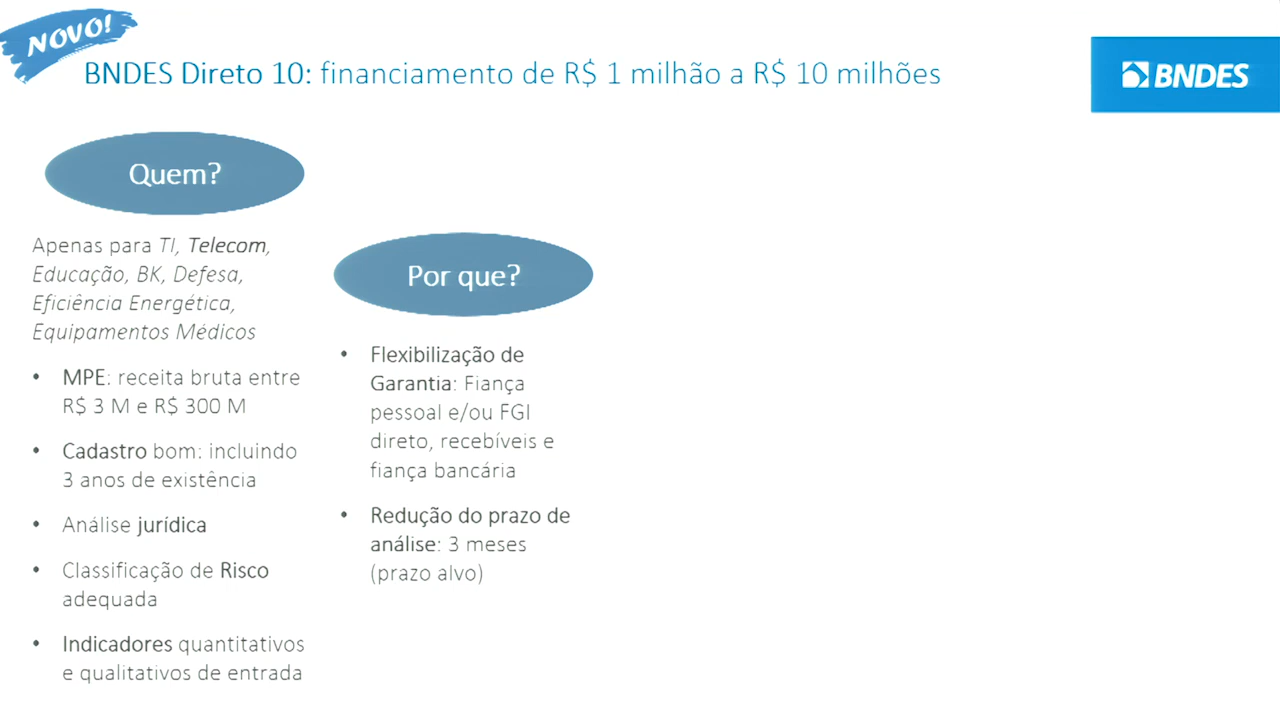 NOVO!
BNDES Direto 10: financiamento de R$ 1 milhão a R$ 10 milhões
BNDES
Quem?
Apenas para TI, Telecom,
Educação, BK, Defesa,
Eficiência Energética,
Equipamentos Médicos
• MPE: receita bruta entre
R$ 3 M e R$ 300 M
• Cadastro bom: incluindo
3 anos de existência
• Análise jurídica
• Classificação de Risco
adequada
• Indicadores quantitativos
e qualitativos de entrada
Por que?
• Flexibilização de
Garantia: Fiança
pessoal e/ou FGI
direto, recebíveis e
fiança bancária
• Redução do prazo de
análise: 3 meses
(prazo alvo)